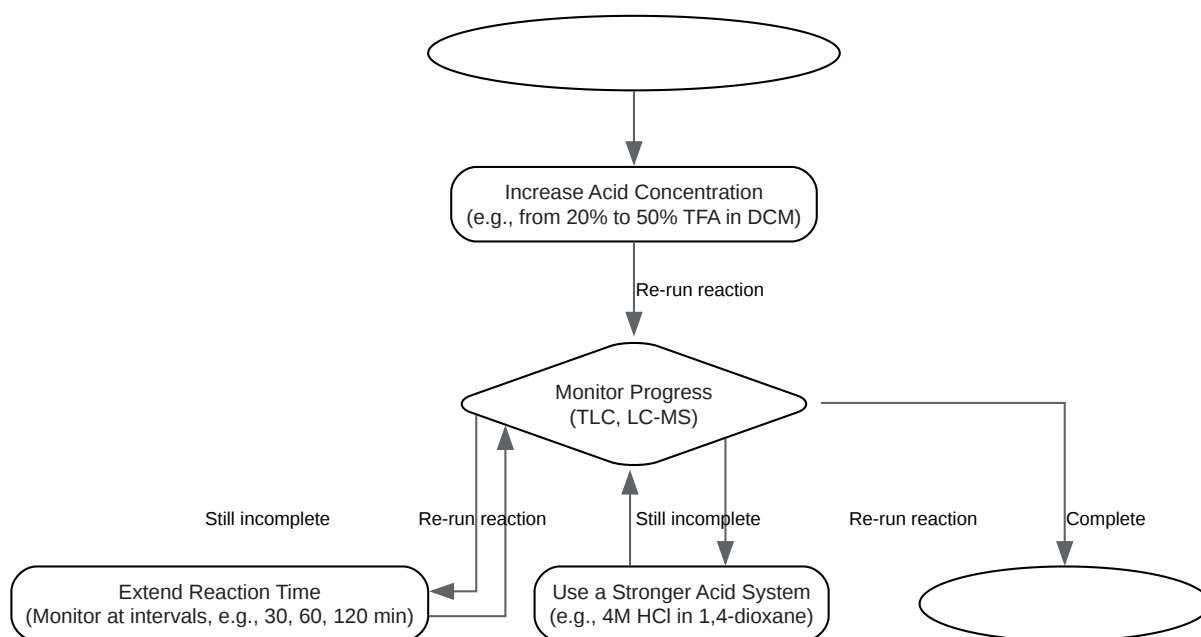 Increase Acid Concentration
(e.g., from 20% to 50% TFA in DCM)
Re-run reaction
Monitor Progress
(TLC, LC-MS)
Still incomplete
Re-run reaction
Still incomplete
Re-run reaction
Complete
Extend Reaction Time
(Monitor at intervals, e.g., 30, 60, 120 min)
Use a Stronger Acid System
(e.g., 4M HCl in 1,4-dioxane)